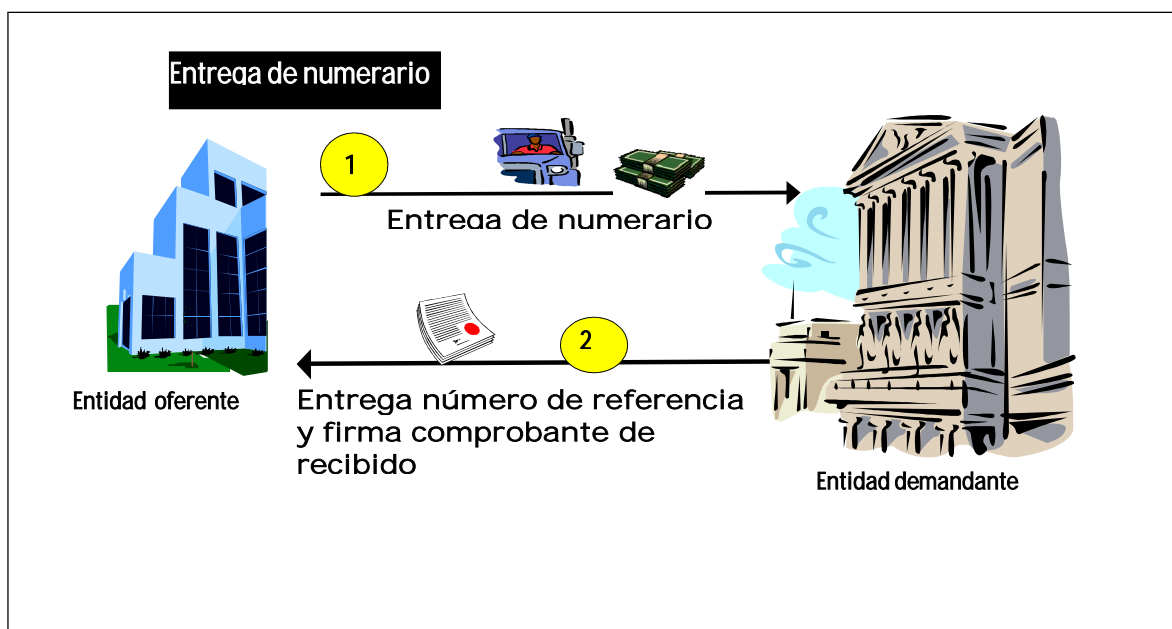 Entrega de numerario
1
Entrega de numerario
2
Entidad oferente
Entrega número de referencia
y firma comprobante de
recibido
Entidad demandante